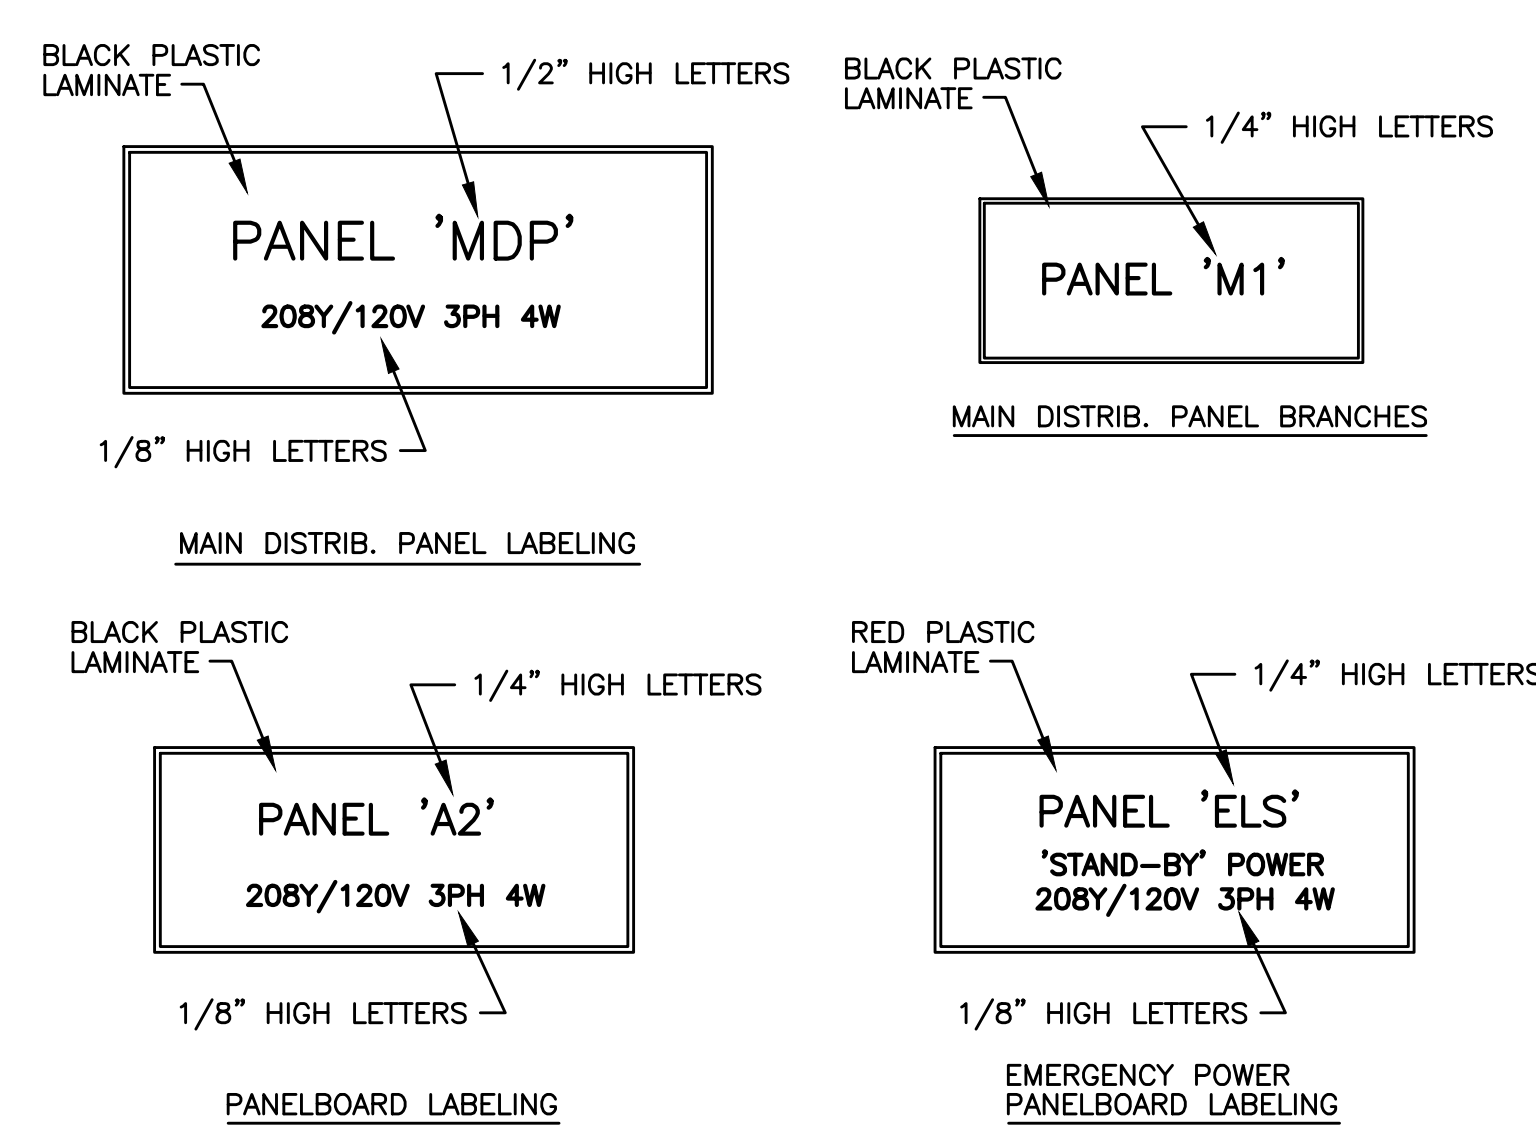 BLACK PLASTIC
LAMINATE
1/2” HIGH LETTERS
PANEL 'MDP'
208Y/120V 3PH 4W
1/8” HIGH LETTERS
MAIN DISTRIB. PANEL LABELING
BLACK PLASTIC
LAMINATE
1/4” HIGH LETTERS
PANEL 'M1'
MAIN DISTRIB. PANEL BRANCHES
BLACK PLASTIC
LAMINATE
1/4” HIGH LETTERS
PANEL 'A2'
208Y/120V 3PH 4W
1/8” HIGH LETTERS
PANELBOARD LABELING
RED PLASTIC
LAMINATE
1/4” HIGH LETTERS
PANEL 'ELS'
'STAND-BY' POWER
208Y/120V 3PH 4W
1/8” HIGH LETTERS
EMERGENCY POWER
PANELBOARD LABELING